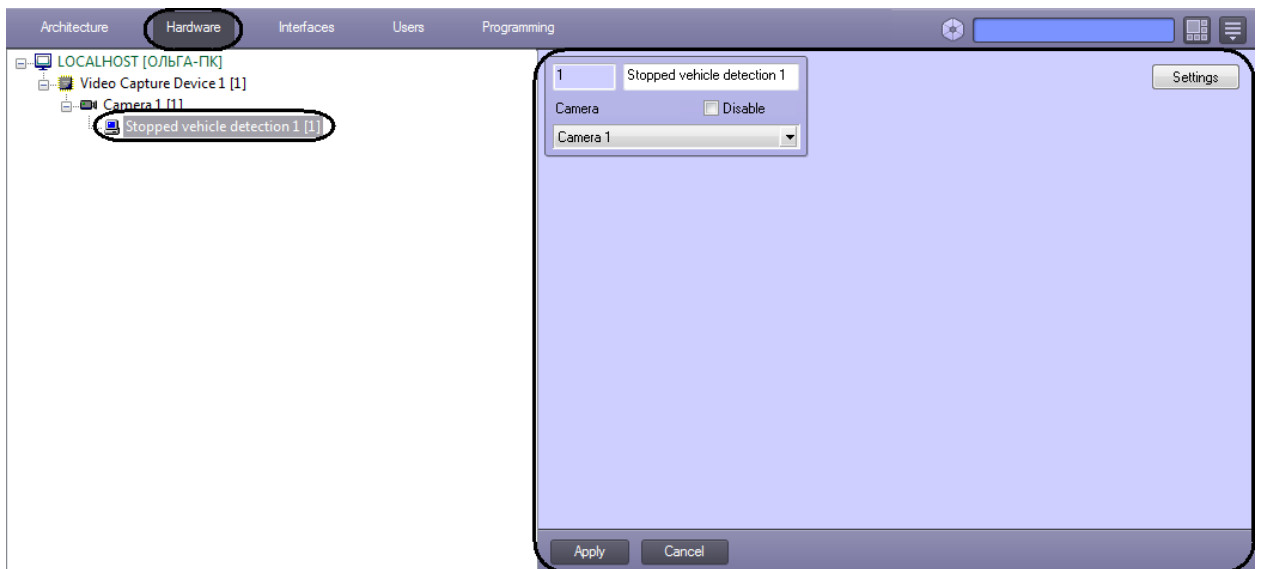 Architecture Hardware Interfaces Users Programming
LOCALHOST [ОЛЬГА-ПК]
Video Capture Device 1 [1]
Camera 1 [1]
Stopped vehicle detection 1 [1]
1 Stopped vehicle detection 1 Settings
Camera Disable
Camera 1
Apply Cancel